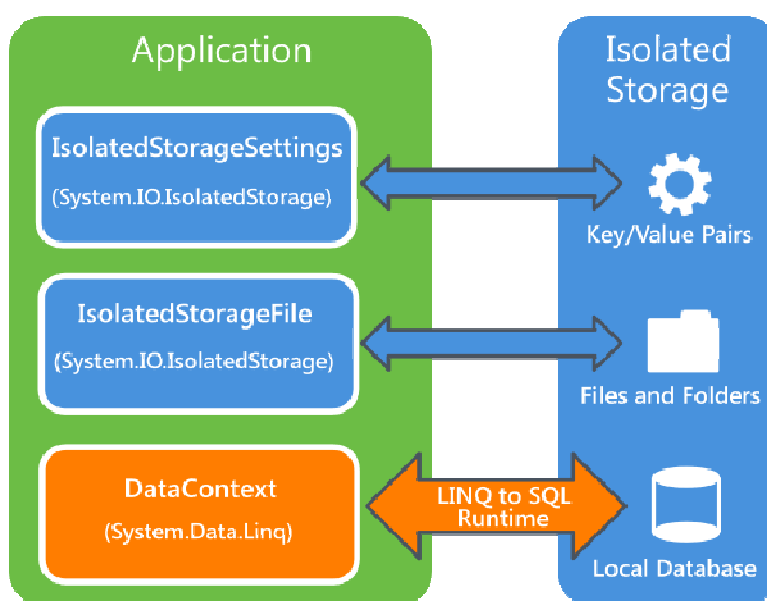 Application
IsolatedStorageSettings
(System.IO.IsolatedStorage)
IsolatedStorageFile
(System.IO.IsolatedStorage)
DataContext
(System.Data.Linq)
LINQ to SQL
Runtime
Isolated
Storage
Key/Value Pairs
Files and Folders
Local Database